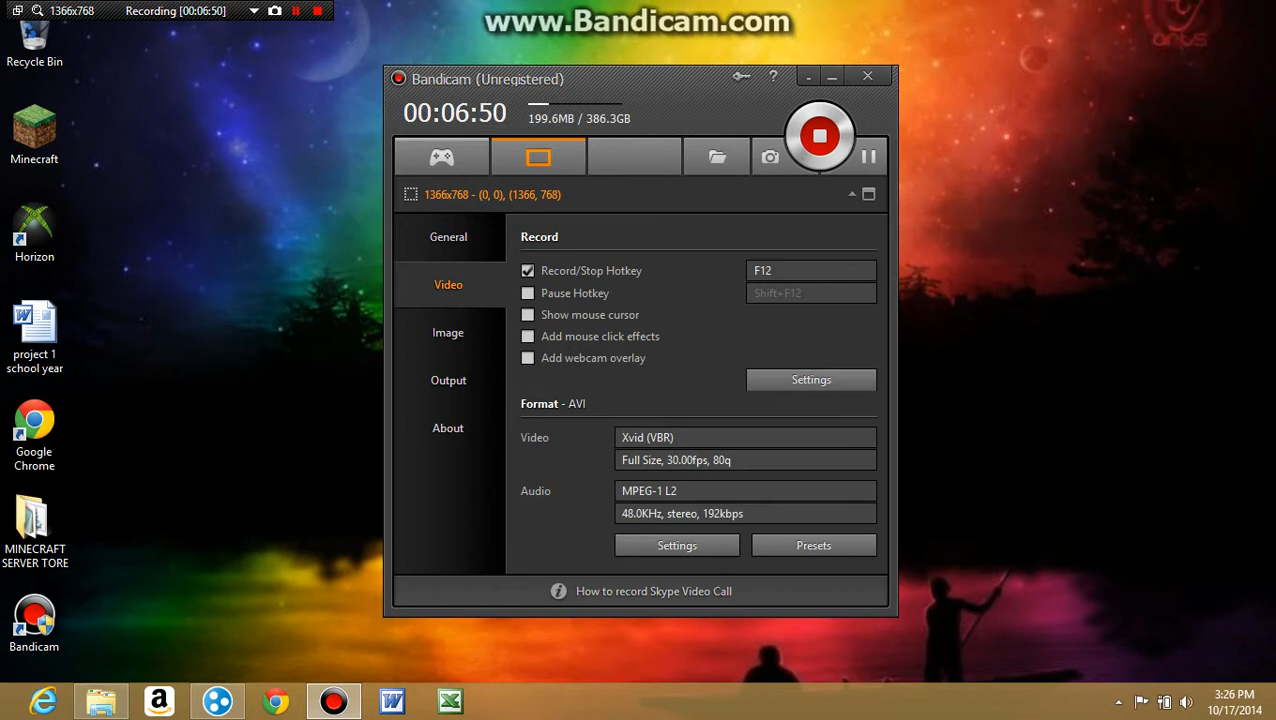 1366x768
Recording [00:06:50]
www.Bandicam.com
arts
Recycle Bin
Minecraft
Horizon
project 1
school year
Google
Chrome
MINECRAFT
SERVER TORE
Bandicam
Bandicam (Unregistered)
?
00:06:50
199.6MB / 386.3GB
1366x768 - (0, 0), (1366, 768)
General
Video
Image
Output
About
Record
Record/Stop Hotkey
F12
Pause Hotkey
Shift+F12
Show mouse cursor
Add mouse click effects
Add webcam overlay
Settings
Format - AVI
Video
Xvid (VBR)
Full Size, 30.00fps, 80q
Audio
MPEG-1 L2
48.0KHz, stereo, 192kbps
Settings
Presets
How to record Skype Video Call
3:26 PM
10/17/2014